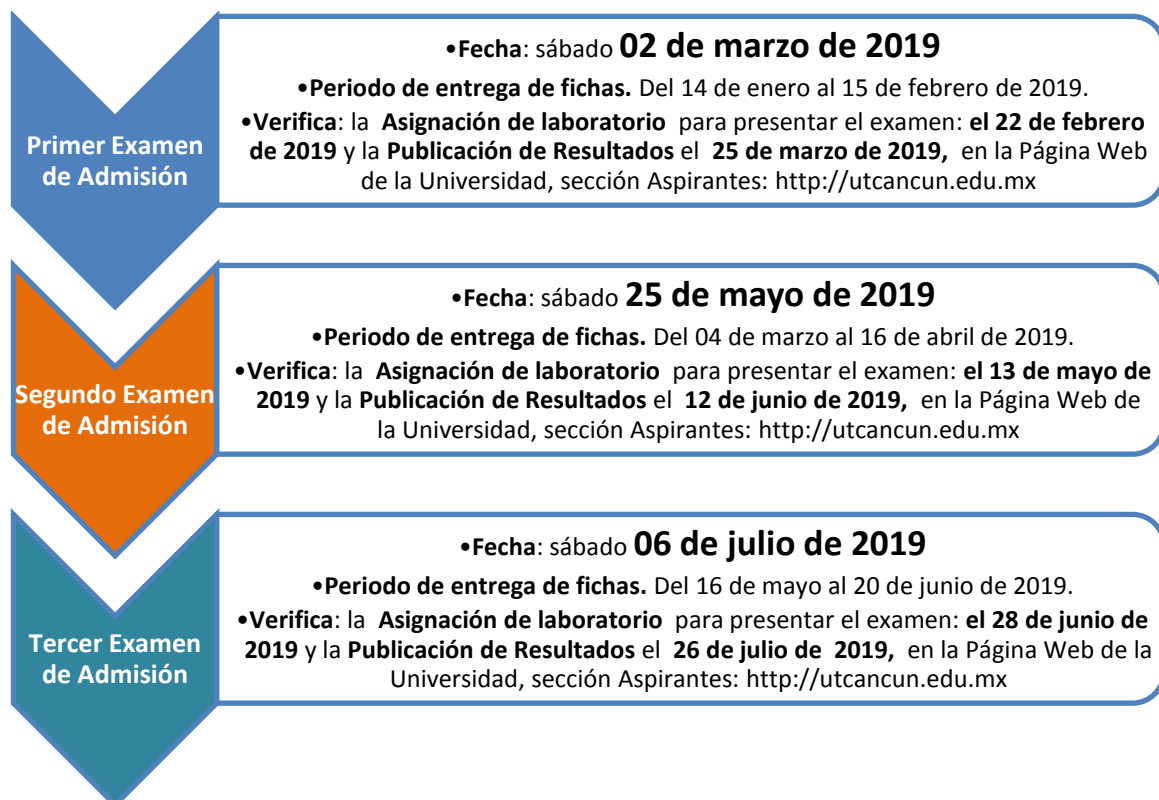 Primer Examen
de Admisión
•Fecha: sábado 02 de marzo de 2019
•Periodo de entrega de fichas. Del 14 de enero al 15 de febrero de 2019.
•Verifica: la Asignación de laboratorio para presentar el examen: el 22 de febrero
de 2019 y la Publicación de Resultados el 25 de marzo de 2019, en la Página Web
de la Universidad, sección Aspirantes: http://utcancun.edu.mx
Segundo Examen
de Admisión
•Fecha: sábado 25 de mayo de 2019
•Periodo de entrega de fichas. Del 04 de marzo al 16 de abril de 2019.
•Verifica: la Asignación de laboratorio para presentar el examen: el 13 de mayo de
2019 y la Publicación de Resultados el 12 de junio de 2019, en la Página Web de
la Universidad, sección Aspirantes: http://utcancun.edu.mx
Tercer Examen
de Admisión
•Fecha: sábado 06 de julio de 2019
•Periodo de entrega de fichas. Del 16 de mayo al 20 de junio de 2019.
•Verifica: la Asignación de laboratorio para presentar el examen: el 28 de junio de
2019 y la Publicación de Resultados el 26 de julio de 2019, en la Página Web de la
Universidad, sección Aspirantes: http://utcancun.edu.mx